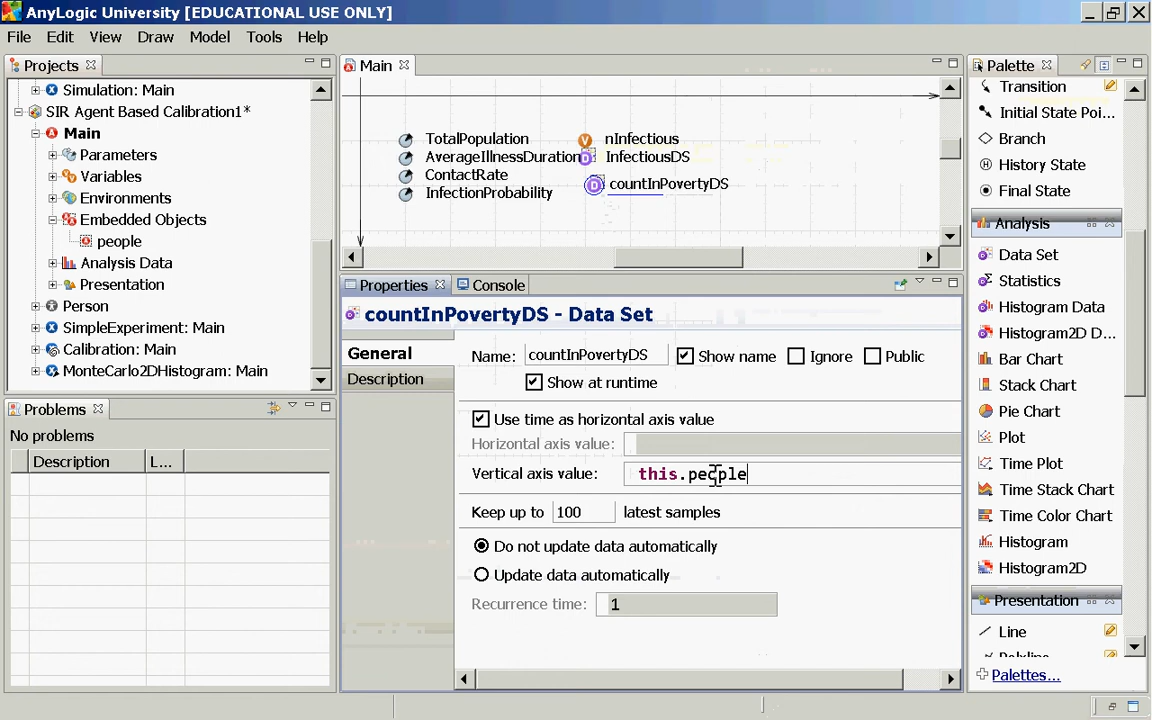 AnyLogic University [EDUCATIONAL USE ONLY]
File Edit View Draw Model Tools Help
Projects
Simulation: Main
SIR Agent Based Calibration1*
Main
Parameters
Variables
Environments
Embedded Objects
people
Analysis Data
Presentation
Person
SimpleExperiment: Main
Calibration: Main
MonteCarlo2DHistogram: Main
Problems
No problems
Description L...
Main
TotalPopulation nInfectious
AverageIllnessDuration InfectiousDS
ContactRate countInPovertyDS
InfectionProbability
Properties Console
countInPovertyDS - Data Set
General
Description
Name: countInPovertyDS Show name Ignore Public
Show at runtime
Use time as horizontal axis value
Horizontal axis value:
Vertical axis value: this.people
Keep up to 100 latest samples
Do not update data automatically
Update data automatically
Recurrence time: 1
Palette
Transition
Initial State Poi...
Branch
History State
Final State
Analysis
Data Set
Statistics
Histogram Data
Histogram2D D...
Bar Chart
Stack Chart
Pie Chart
Plot
Time Plot
Time Stack Chart
Time Color Chart
Histogram
Histogram2D
Presentation
Line
Palettes...